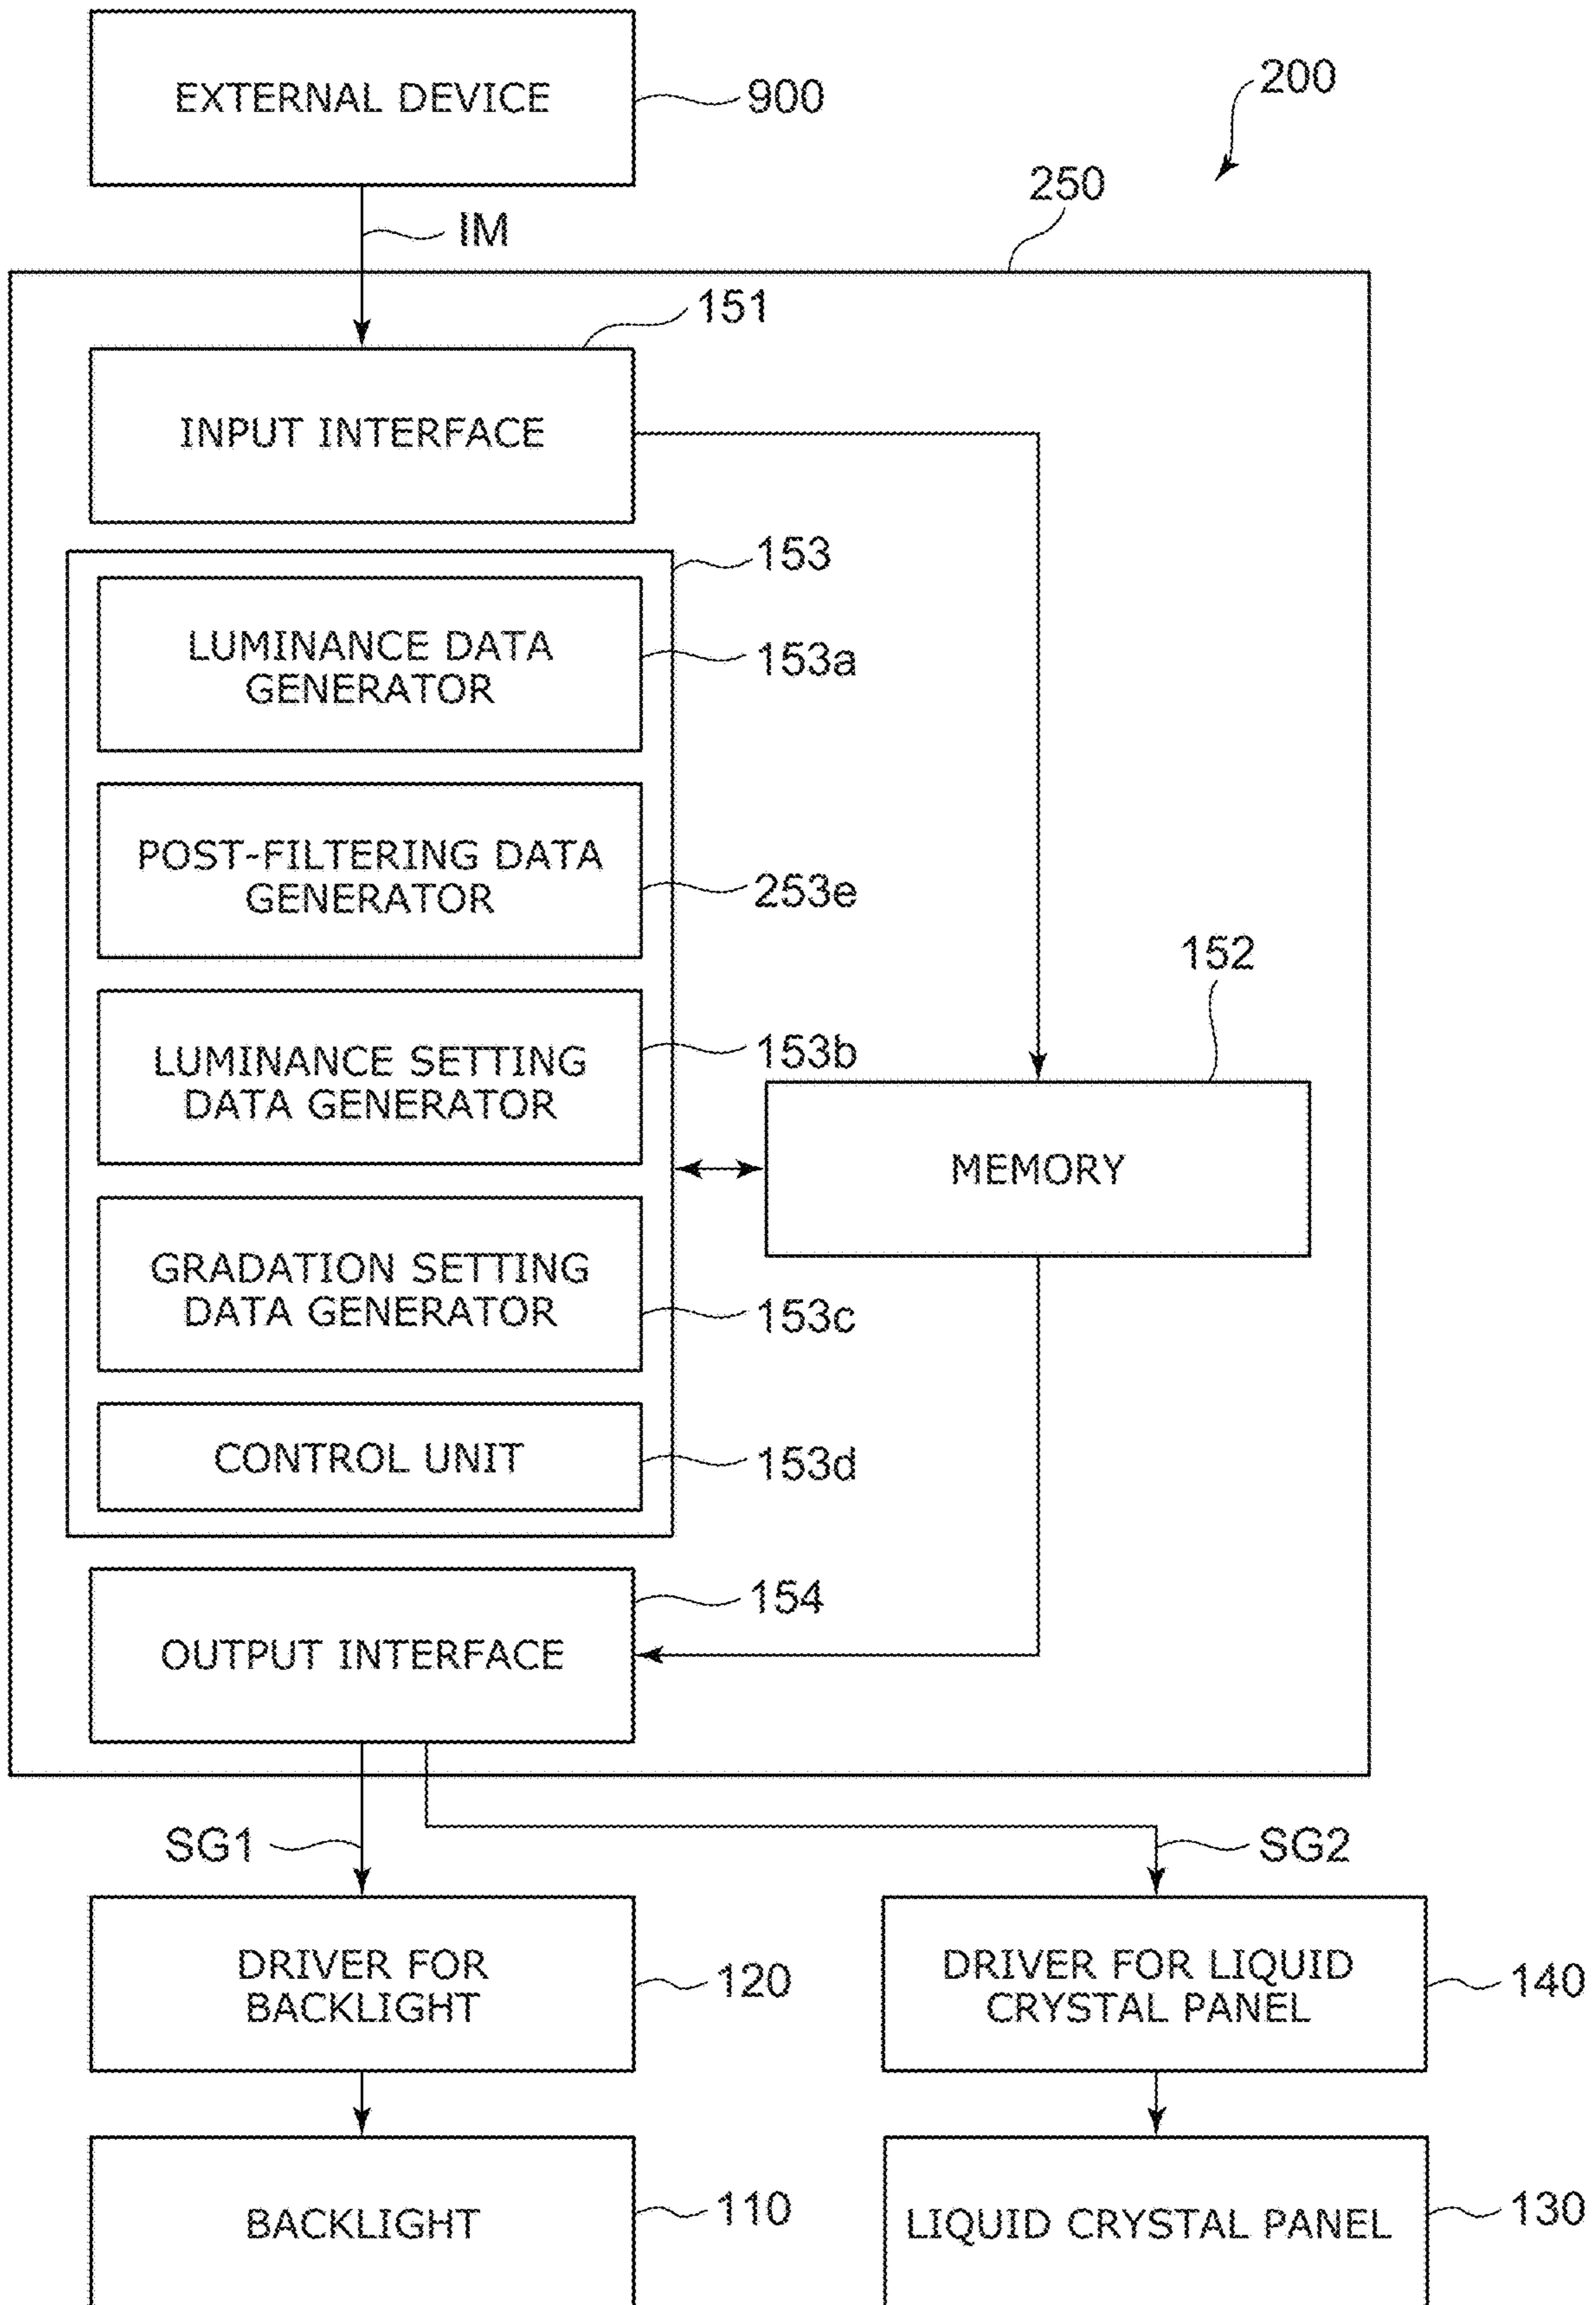 EXTERNAL DEVICE
900
200
250
IM
151
INPUT INTERFACE
153
LUMINANCE DATA
GENERATOR
153a
POST-FILTERING DATA
GENERATOR
253e
152
LUMINANCE SETTING
DATA GENERATOR
153b
MEMORY
GRADATION SETTING
DATA GENERATOR
153c
CONTROL UNIT
153d
154
OUTPUT INTERFACE
SG1
SG2
DRIVER FOR
BACKLIGHT
120
DRIVER FOR LIQUID
CRYSTAL PANEL
140
BACKLIGHT
110
LIQUID CRYSTAL PANEL
130